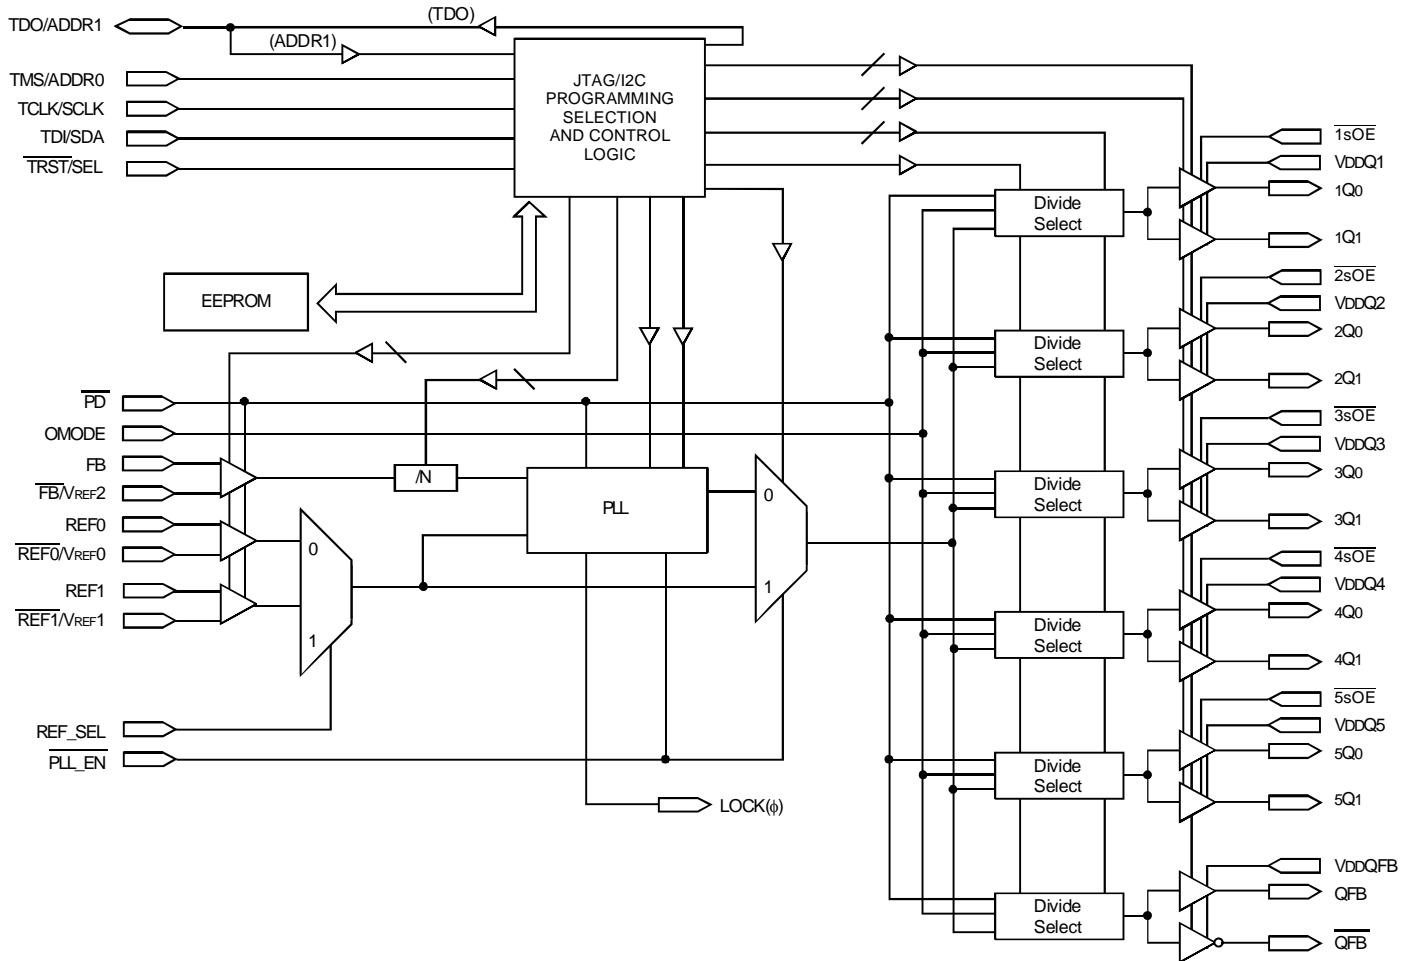 TDO/ADDR1
(TDO)
(ADDR1)
TMS/ADDR0
TCLK/SCLK
TDI/SDA
TRST/SEL
JTAG/I2C
PROGRAMMING
SELECTION
AND CONTROL
LOGIC
EEPROM
PD
OMODE
FB
FB/VREF2
REF0
REF0/VREF0
REF1
REF1/VREF1
REF_SEL
PLL_EN
/N
PLL
0
1
0
1
LOCK(ϕ)
Divide
Select
Divide
Select
Divide
Select
Divide
Select
Divide
Select
Divide
Select
1sOE
VDDQ1
1Q0
1Q1
2sOE
VDDQ2
2Q0
2Q1
3sOE
VDDQ3
3Q0
3Q1
4sOE
VDDQ4
4Q0
4Q1
5sOE
VDDQ5
5Q0
5Q1
VDDQFB
QFB
QFB